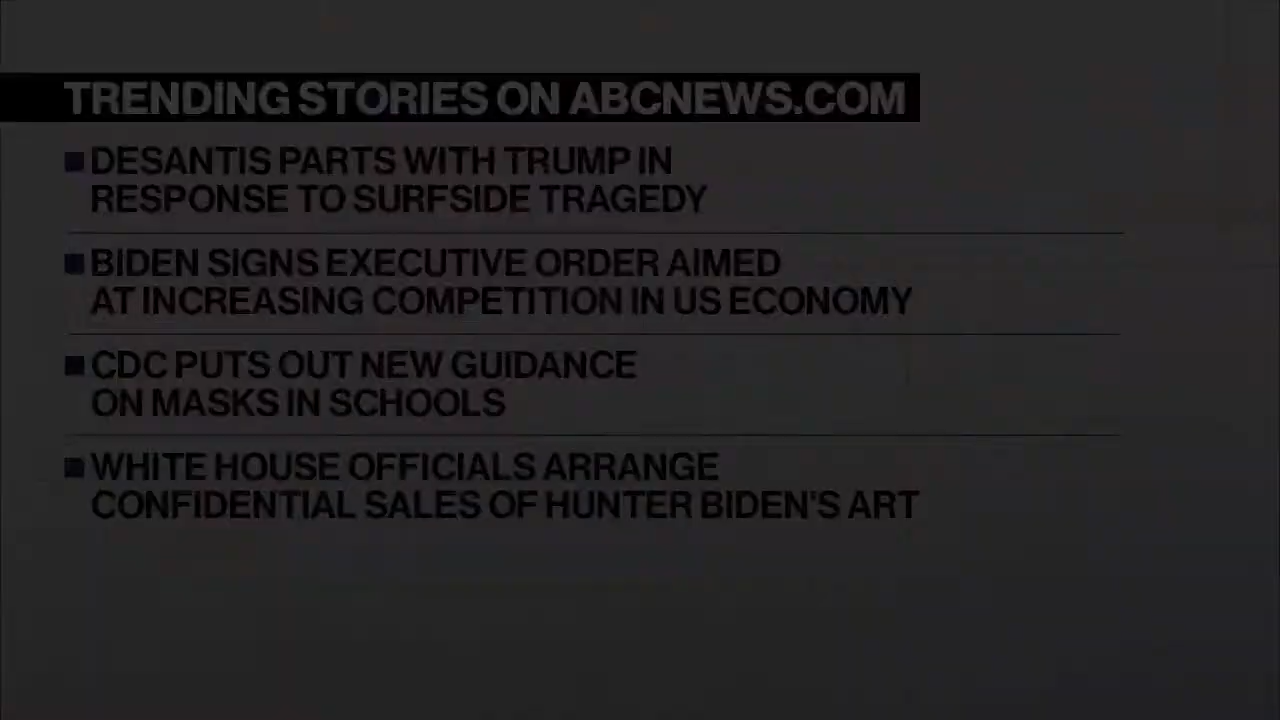 TRENDING STORIES ON ABCNEWS.COM
DESANTIS PARTS WITH TRUMP IN
RESPONSE TO SURFSIDE TRAGEDY
BIDEN SIGNS EXECUTIVE ORDER AIMED
AT INCREASING COMPETITION IN US ECONOMY
CDC PUTS OUT NEW GUIDANCE
ON MASKS IN SCHOOLS
WHITE HOUSE OFFICIALS ARRANGE
CONFIDENTIAL SALES OF HUNTER BIDEN'S ART